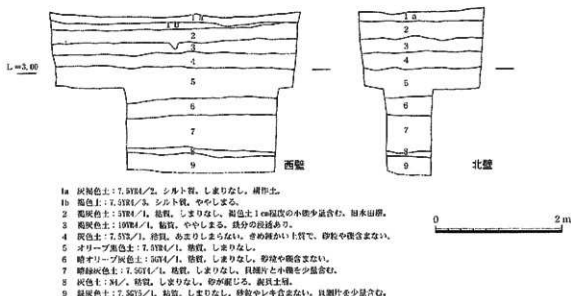 1a
1b
2
3
4
5
6
7
8
9
L=3.00
西壁
1a
2
3
4
5
6
7
8
9
北壁
1a 灰褐色土：7.5YR4／2、シルト質、しまりなし、耕作土。
1b 褐色土：7.5YR4／3、シルト質、ややしまる。
2 褐灰色土：5YR4／1、粘質、しまりなし、褐色土1cm程度の小礫少量含む、旧水田層。
3 褐灰色土：10YR4／1、粘質、ややしまる、鉄分の浸透あり。
4 灰色土：7.5Y5／1、粘質、あまりしまらない、きめ細かい土質で、砂粒や礫含まない。
5 オリーブ黒色土：7.5Y3／1、粘質、しまりなし。
6 暗オリーブ灰色土：5GY4／1、粘質、しまりなし、砂粒や礫含まない。
7 暗緑灰色土：7.5GY4／1、粘質、しまりなし、貝細片と小礫を少量含む。
8 灰色土：N4／、粘質、しまりなし、砂が混じる、混貝土層。
9 緑灰色土：7.5GY5／1、粘質、しまりなし、砂粒やレキ含まない、貝細片を少量含む。
0 2m